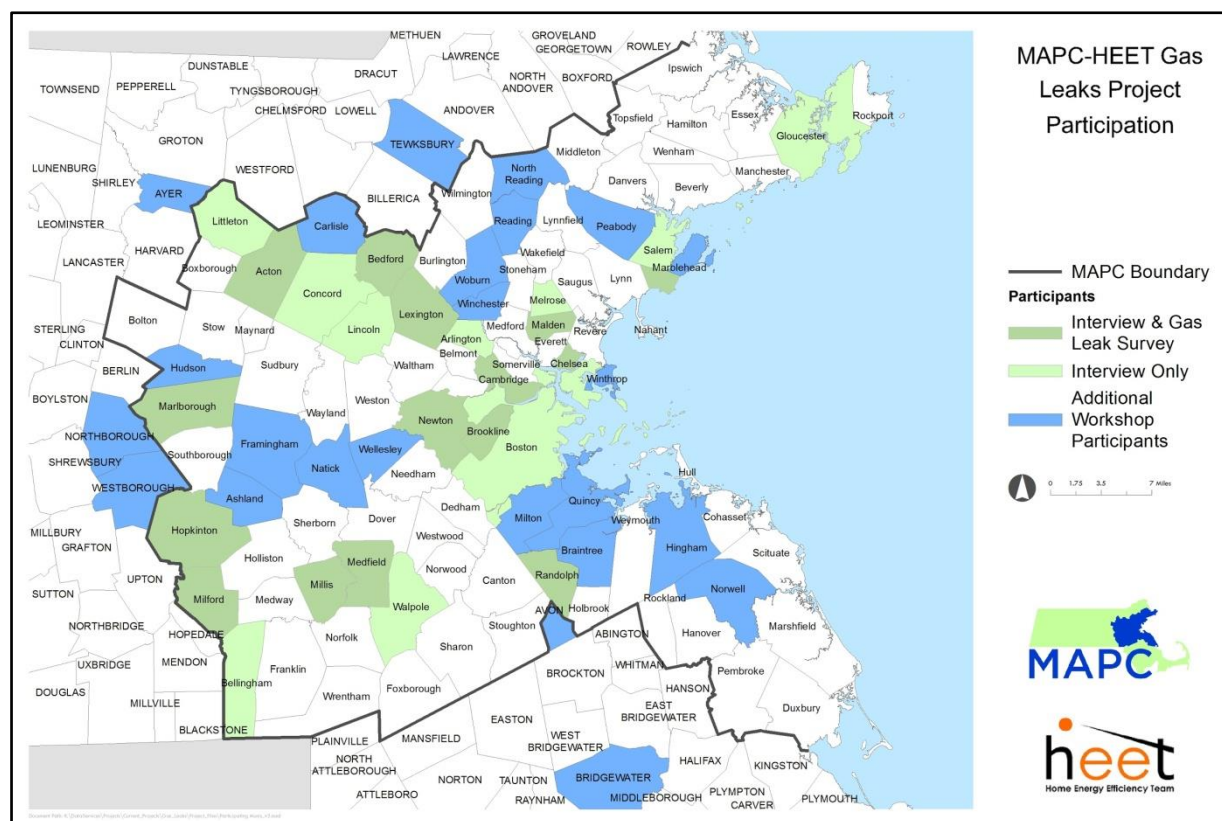 METHUEN
GROVELAND
GEORGETOWN
ROWLEY
DUNSTABLE
LAWRENCE
NORTH
ANDOVER
BOXFORD
Ipswich
TOWNSEND
PEPPERELL
TYNGSBOROUGH
DRACUT
CHELMSFORD
LOWELL
ANDOVER
Topsfield
Hamilton
Essex
Rockport
Gloucester
GROTON
WESTFORD
TEWKSBURY
Middleton
Wenham
Manchester
LUNENBURG
SHIRLEY
AYER
BILLERICA
Wilmington
North
Reading
Danvers
Beverly
LEOMINSTER
Littleton
Carlisle
Reading
Lynnfield
Peabody
Salem
HARVARD
LANCASTER
Boxborough
Acton
Bedford
Burlington
Wakefield
Marblehead
Concord
Woburn
Stoneham
Saugus
Lynn
Lexington
Winchester
Melrose
Bolton
Stow
Maynard
Lincoln
Arlington
Medford
Malden
Revere
Nahant
STERLING
CLINTON
Belmont
Everett
BERLIN
Hudson
Sudbury
Waltham
Somerville
Chelsea
Cambridge
Winthrop
BOYLSTON
Marlborough
Wayland
Weston
Newton
Brookline
NORTHBOROUGH
Framingham
Boston
SHREWSBURY
Southborough
Natick
Wellesley
Needham
WESTBOROUGH
Ashland
Hull
Dedham
Milton
Quincy
Weymouth
Cohasset
MILLBURY
GRAFTON
Hopkinton
Sherborn
Dover
Westwood
Braintree
Hingham
Scituate
Holliston
Medfield
Norwood
Canton
Randolph
UPTON
Millis
Norwell
SUTTON
Milford
Medway
Walpole
AVON
Holbrook
Rockland
NORTHBRIDGE
HOPEDALE
Norfolk
Stoughton
ABINGTON
Hanover
Marshfield
MENDON
Franklin
Sharon
UXBRIDGE
Bellingham
BROCKTON
WHITMAN
Pembroke
DOUGLAS
MILLVILLE
Wrentham
Foxborough
HANSON
EAST
BRIDGEWATER
Duxbury
BLACKSTONE
PLAINVILLE
MANSFIELD
EASTON
WEST
BRIDGEWATER
NORTH
ATTLEBOROUGH
HALIFAX
KINGSTON
NORTON
TAUNTON
BRIDGEWATER
PLYMPTON
ATTLEBORO
RAYNHAM
MIDDLEBOROUGH
CARVER
PLYMOUTH
MAPC-HEET Gas
Leaks Project
Participation
MAPC Boundary
Participants
Interview & Gas
Leak Survey
Interview Only
Additional
Workshop
Participants
0 1.75 3.5 7 Miles
MAPC
heet
Home Energy Efficiency Team